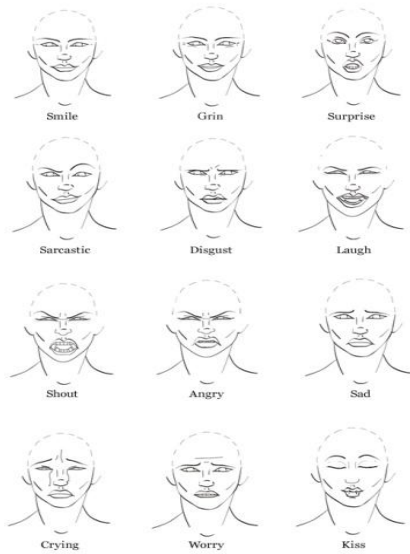 Smile Grin Surprise
Sarcastic Disgust Laugh
Shout Angry Sad
Crying Worry Kiss